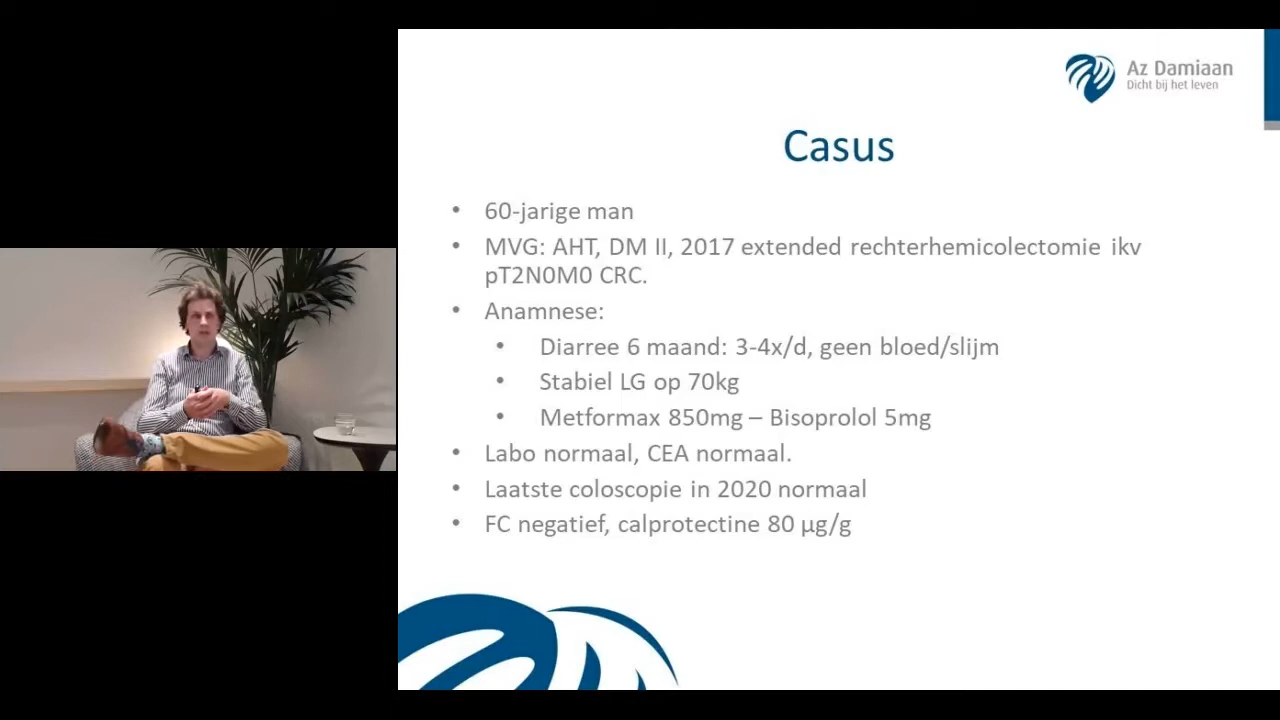 Az Damiaan
Dicht bij het leven
Casus
• 60-jarige man
• MVG: AHT, DM II, 2017 extended rechterhemicolectomie ikv
pT2N0M0 CRC.
• Anamnese:
• Diarree 6 maand: 3-4x/d, geen bloed/slijm
• Stabiel LG op 70kg
• Metformax 850mg – Bisoprolol 5mg
• Labo normaal, CEA normaal.
• Laatste coloscopie in 2020 normaal
• FC negatief, calprotectine 80 µg/g